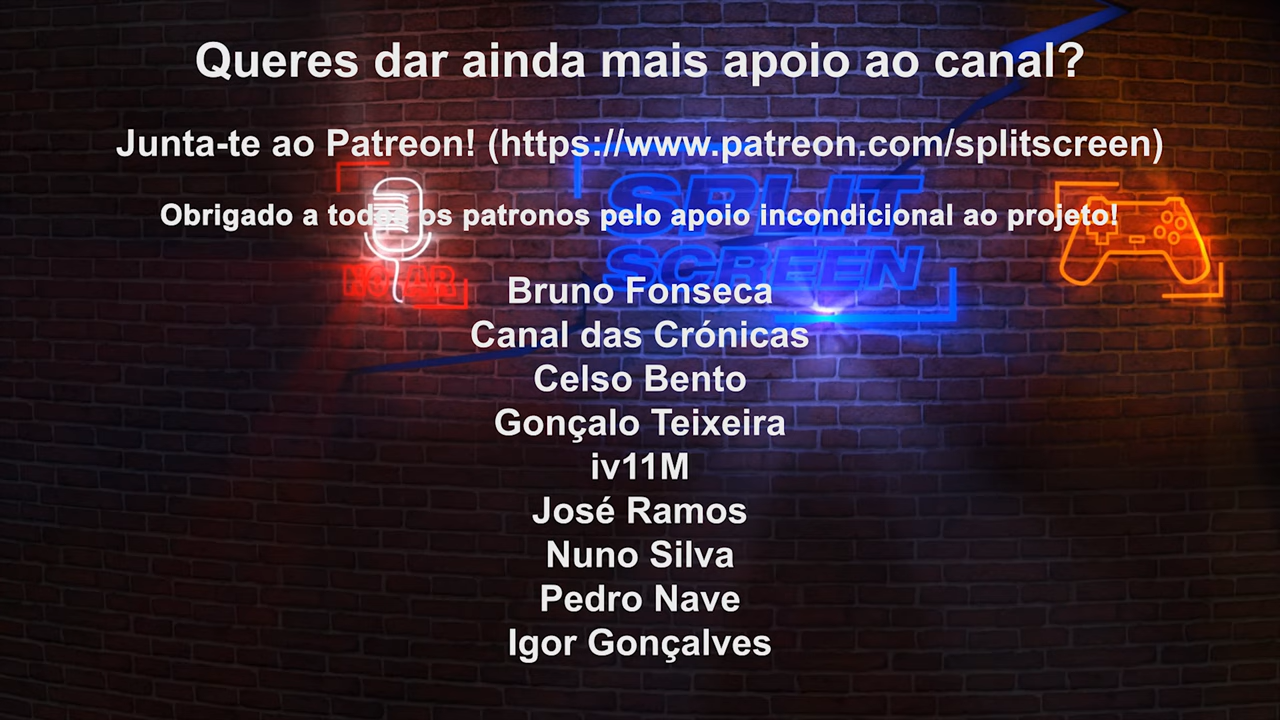 Queres dar ainda mais apoio ao canal?
Junta-te ao Patreon! (https://www.patreon.com/splitscreen)
Obrigado a todos os patronos pelo apoio incondicional ao projeto!
SPLIT
SCREEN
Bruno Fonseca
Canal das Crónicas
Celso Bento
Gonçalo Teixeira
iv11M
José Ramos
Nuno Silva
Pedro Nave
Igor Gonçalves